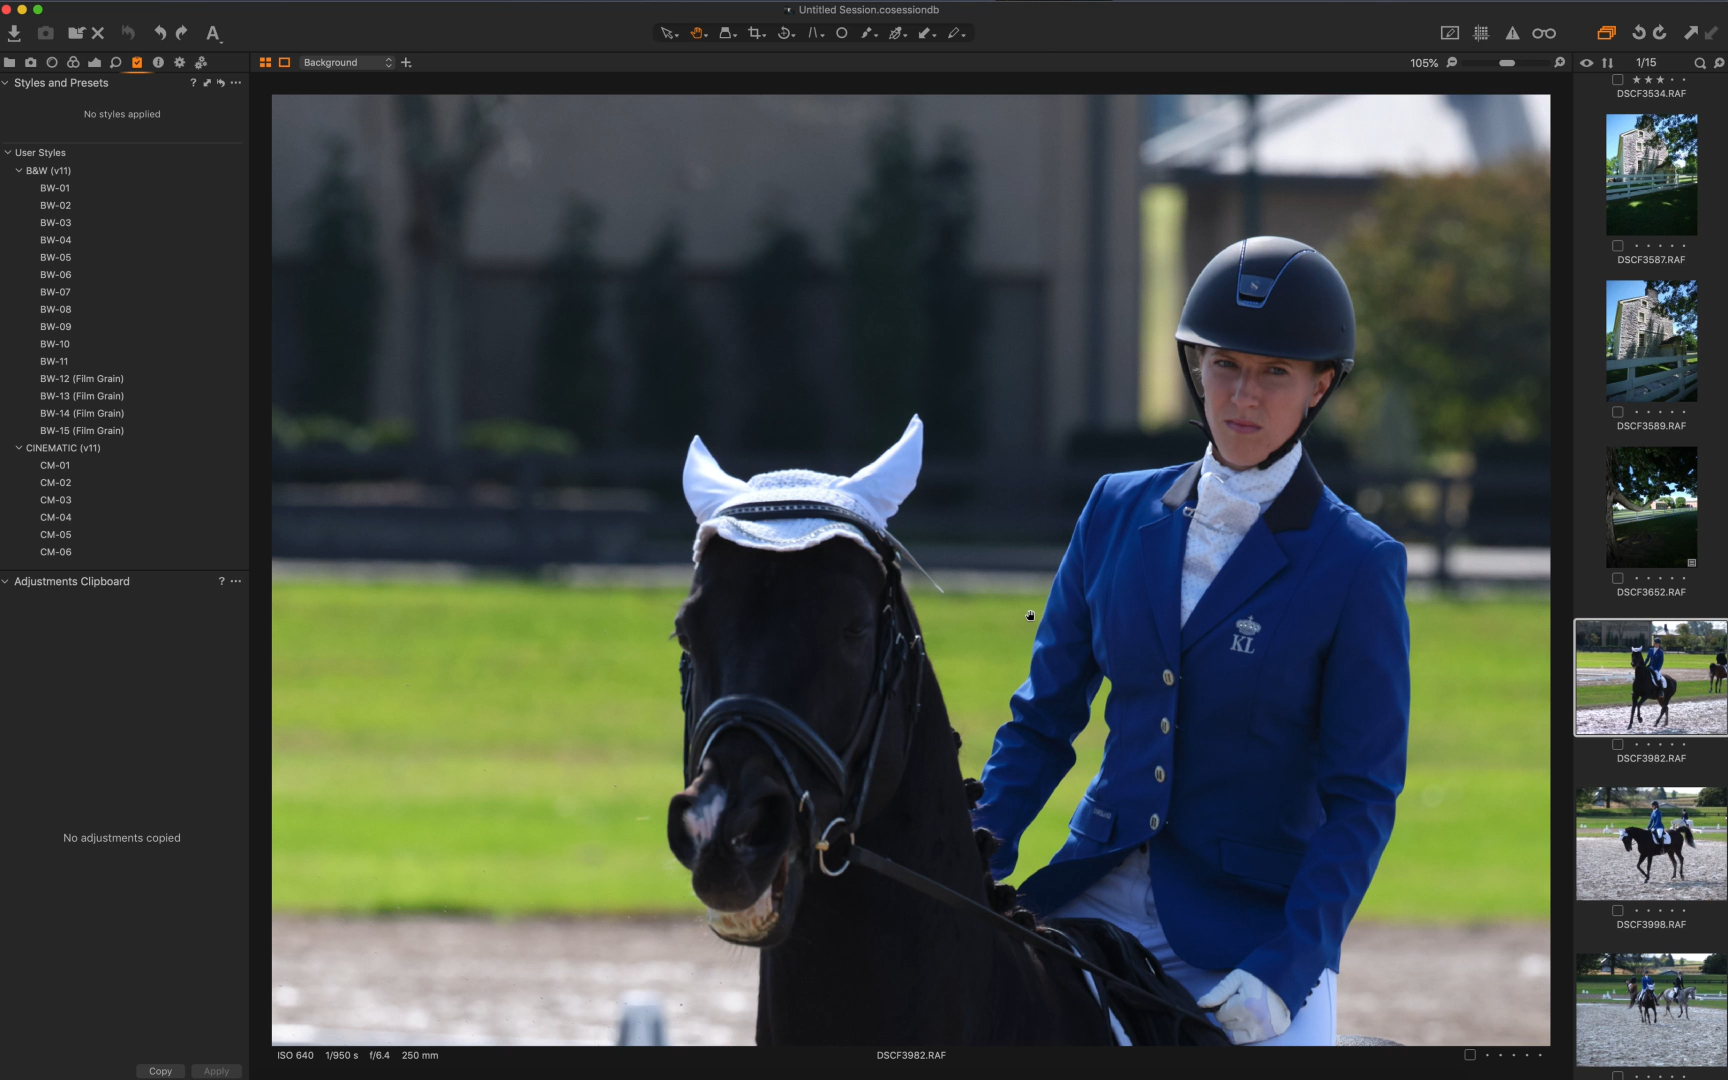 Untitled Session.cosessiondb
Background
105%
1/15
Styles and Presets
No styles applied
User Styles
B&W (v11)
BW-01
BW-02
BW-03
BW-04
BW-05
BW-06
BW-07
BW-08
BW-09
BW-10
BW-11
BW-12 (Film Grain)
BW-13 (Film Grain)
BW-14 (Film Grain)
BW-15 (Film Grain)
CINEMATIC (v11)
CM-01
CM-02
CM-03
CM-04
CM-05
CM-06
Adjustments Clipboard
No adjustments copied
Copy
Apply
KL
ISO 640 1/950 s f/6.4 250 mm
DSCF3982.RAF
DSCF3534.RAF
DSCF3587.RAF
DSCF3589.RAF
DSCF3652.RAF
DSCF3982.RAF
DSCF3998.RAF